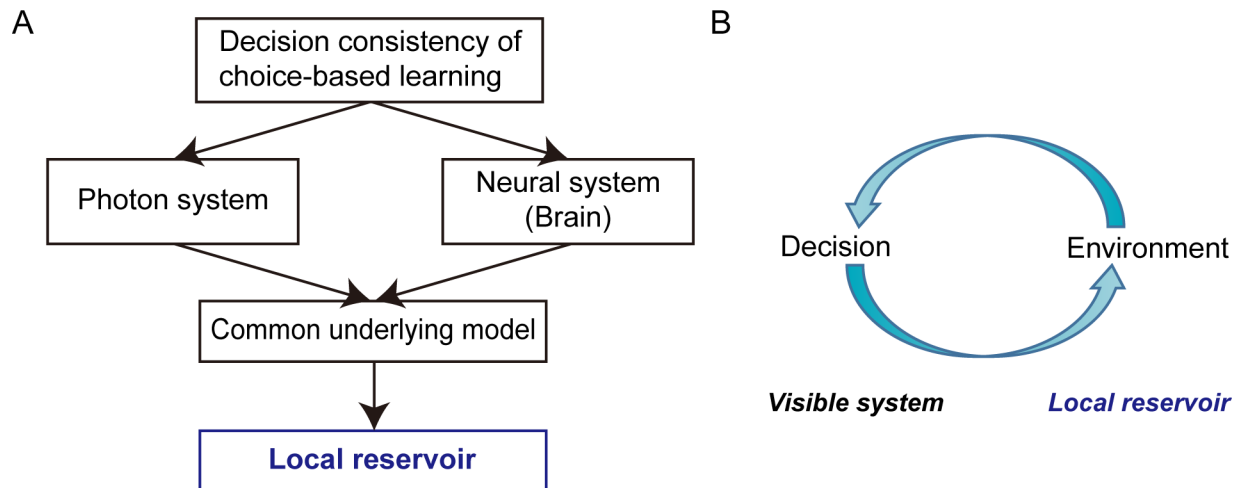 A
Decision consistency of
choice-based learning
Photon system
Neural system
(Brain)
Common underlying model
Local reservoir
B
Decision
Environment
Visible system
Local reservoir